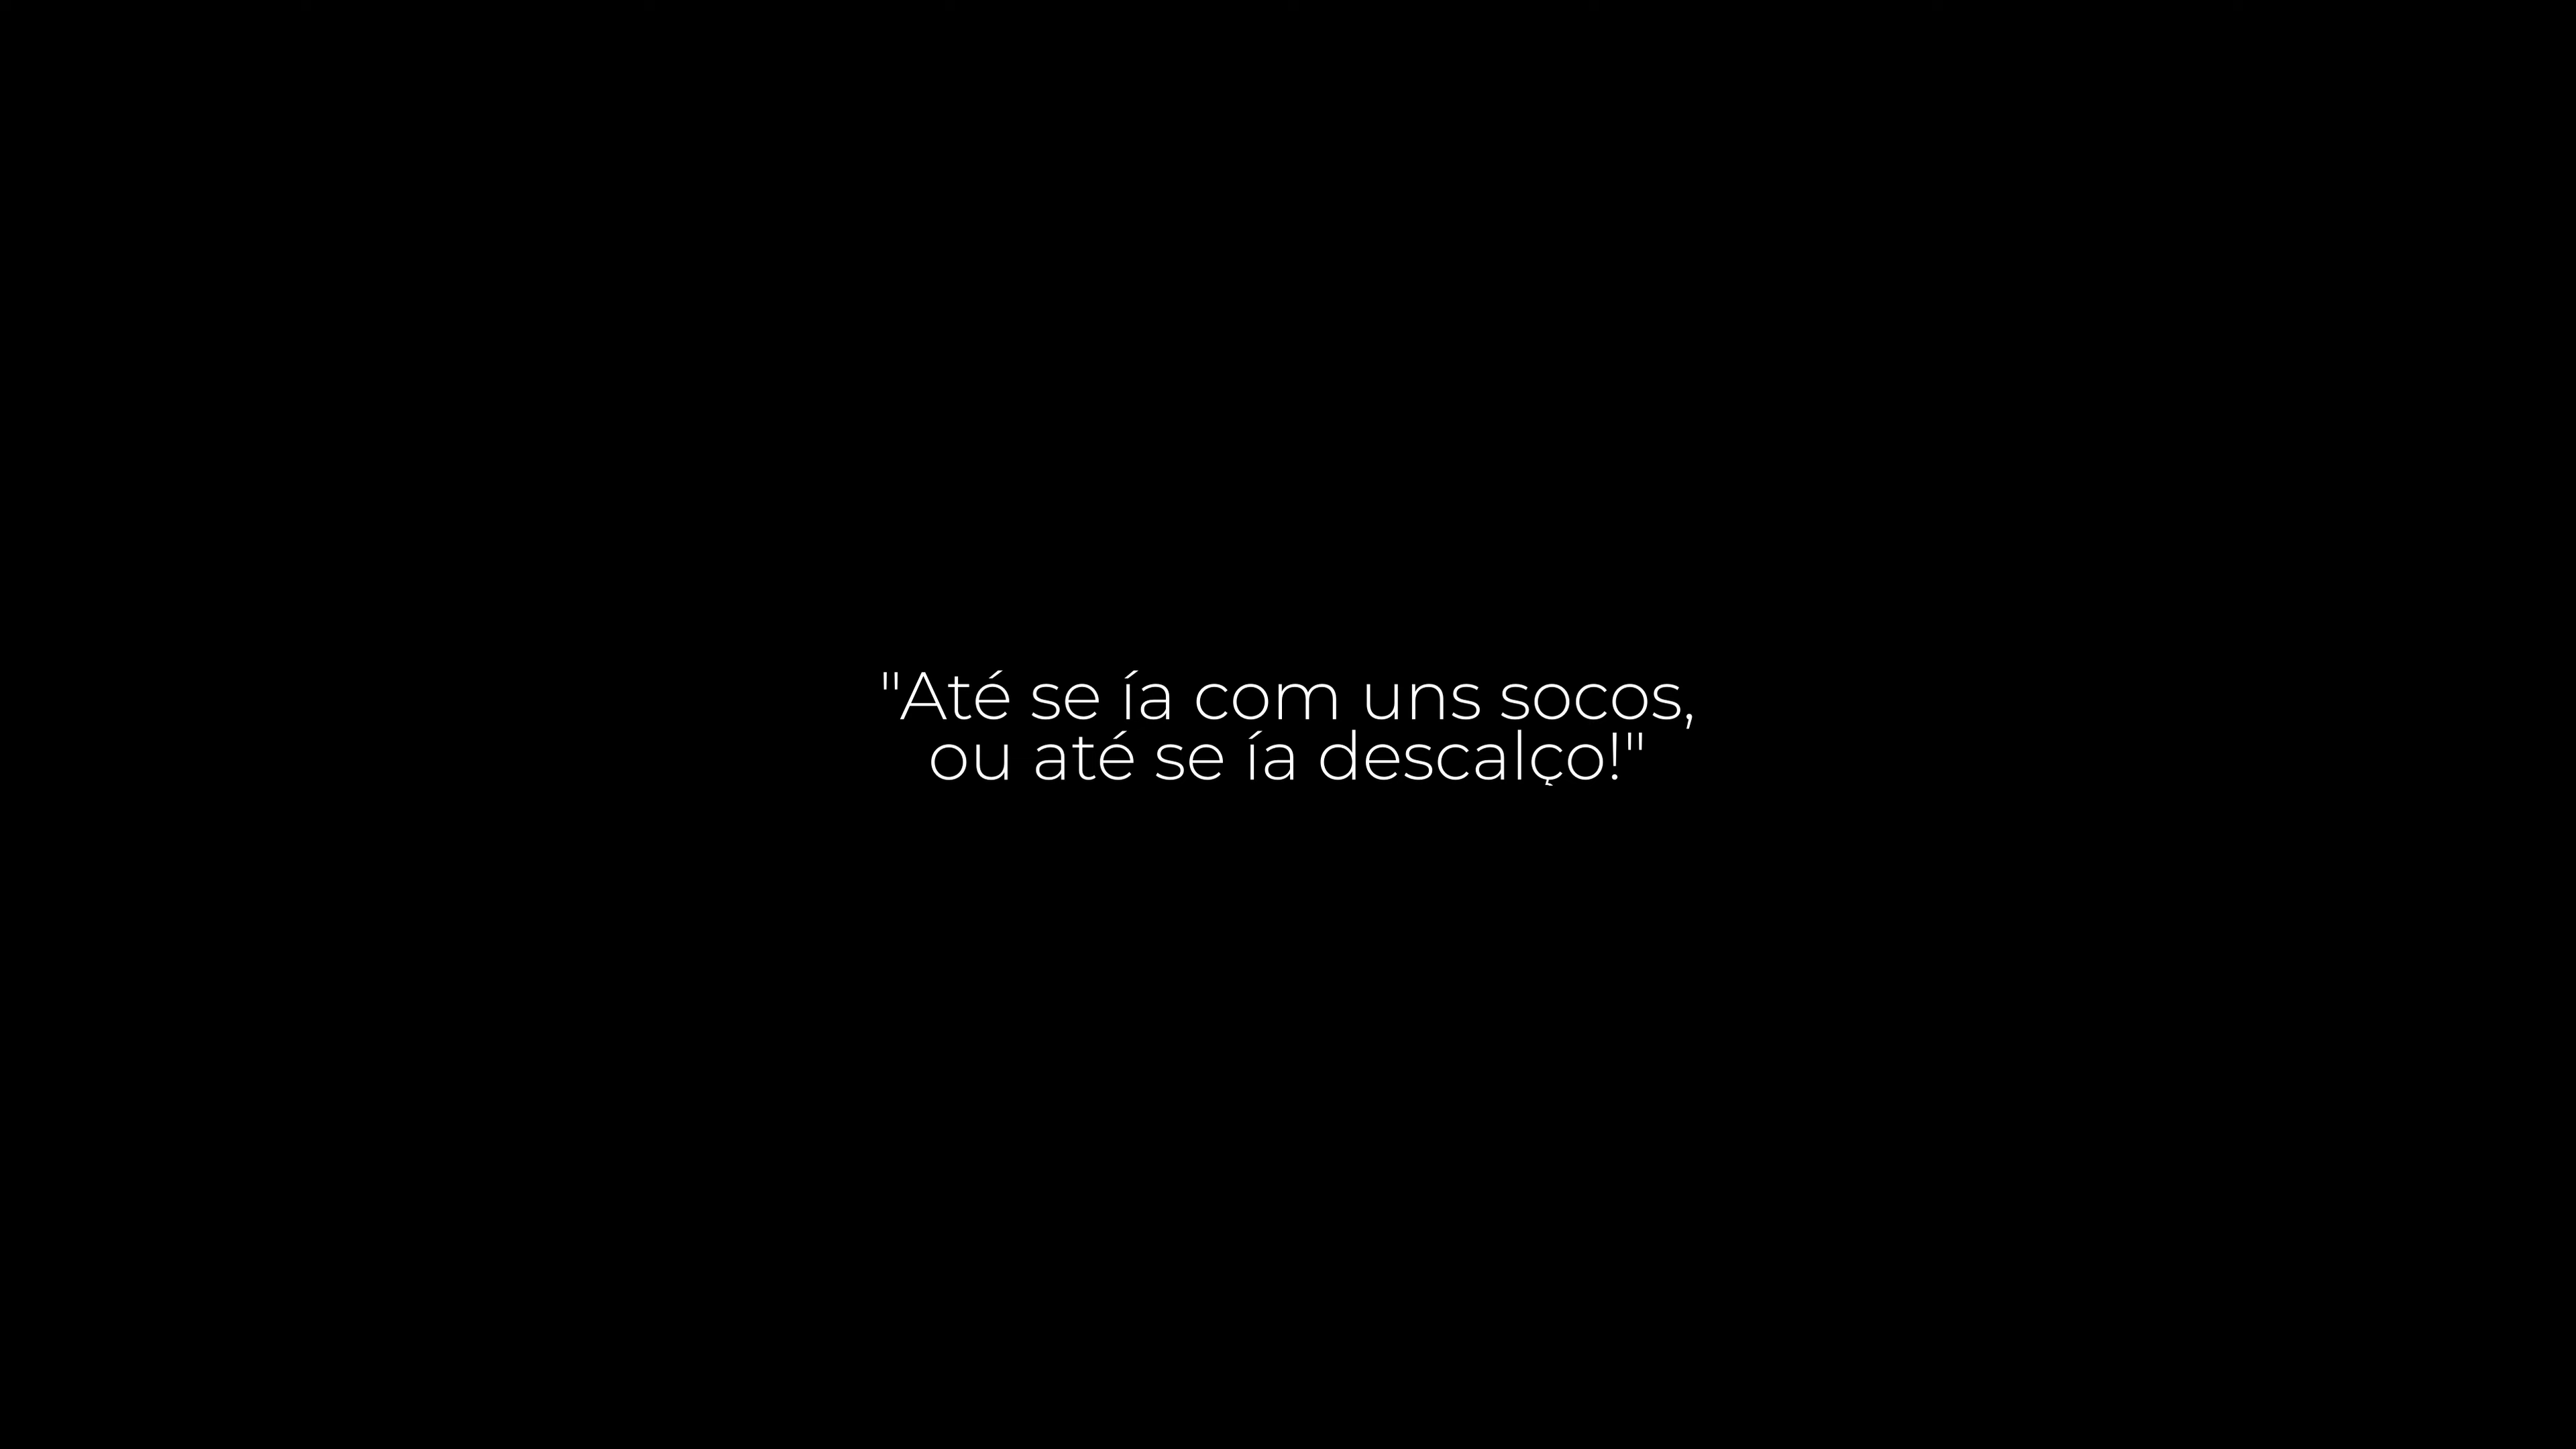 "Até se ía com uns socos,
ou até se ía descalço!"